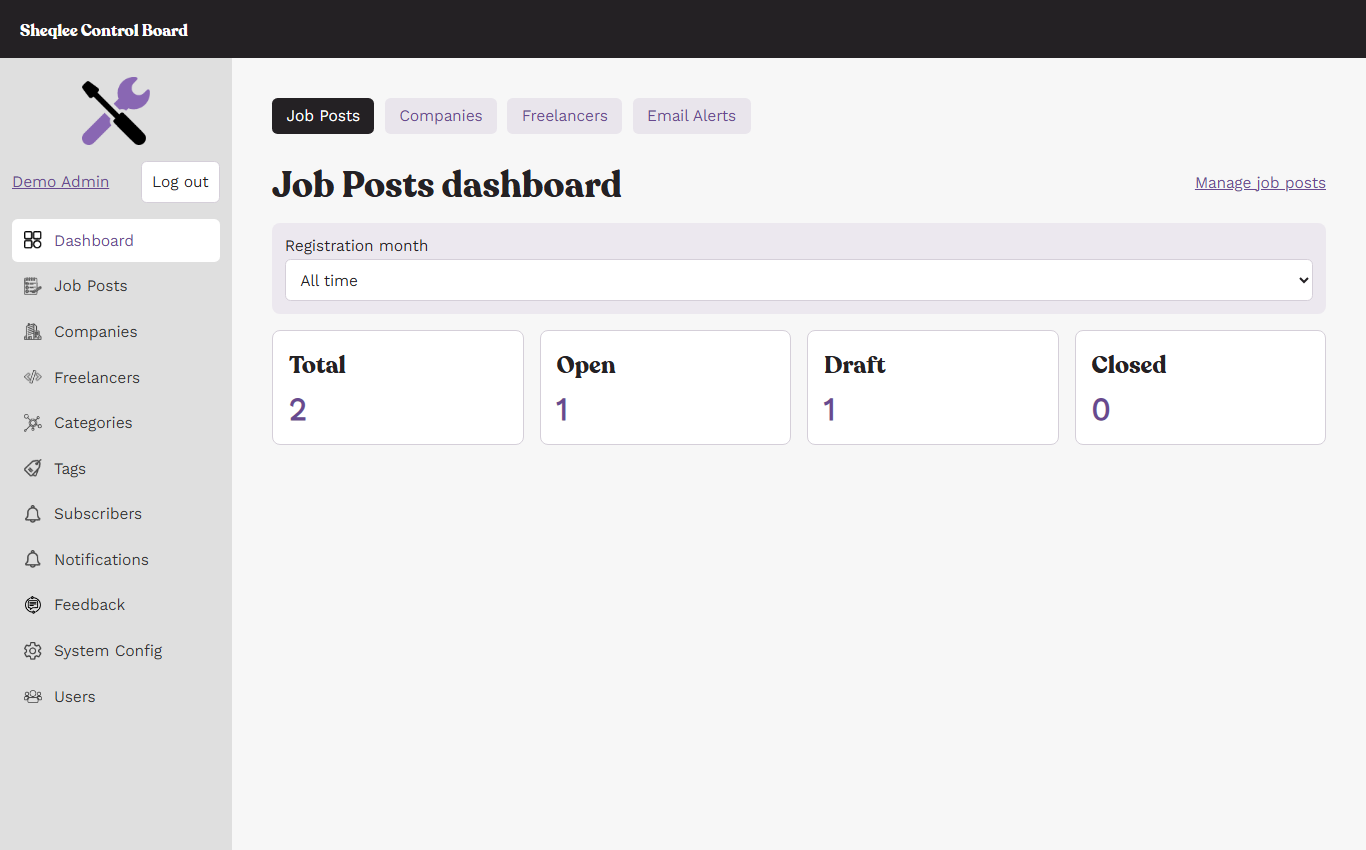 Sheqlee Control Board
Demo Admin
Log out
Dashboard
Job Posts
Companies
Freelancers
Categories
Tags
Subscribers
Notifications
Feedback
System Config
Users
Job Posts
Companies
Freelancers
Email Alerts
Job Posts dashboard
Manage job posts
Registration month
All time
Total
2
Open
1
Draft
1
Closed
0